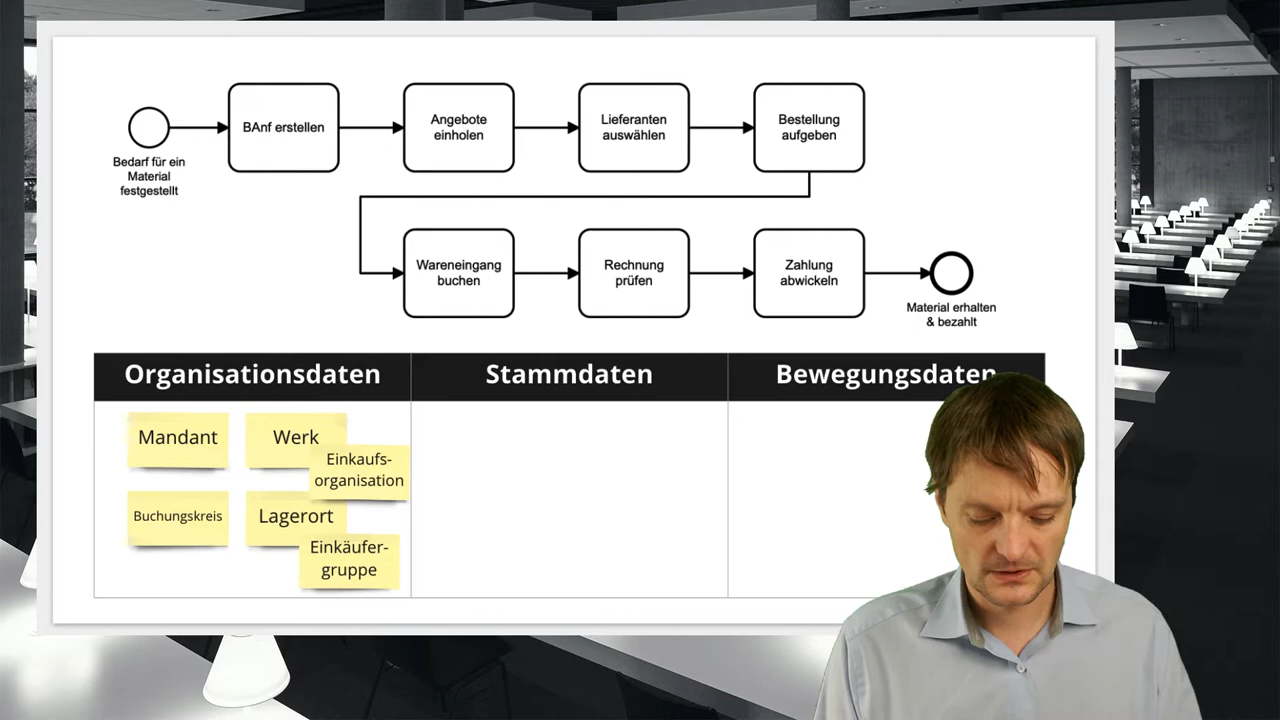 BAnf erstellen
Angebote
einholen
Lieferanten
auswählen
Bestellung
aufgeben
Bedarf für ein
Material
festgestellt
Wareneingang
buchen
Rechnung
prüfen
Zahlung
abwickeln
Material erhalten
& bezahlt
Organisationsdaten
Stammdaten
Bewegungsdaten
Mandant
Werk
Einkaufs-
organisation
Buchungskreis
Lagerort
Einkäufer-
gruppe